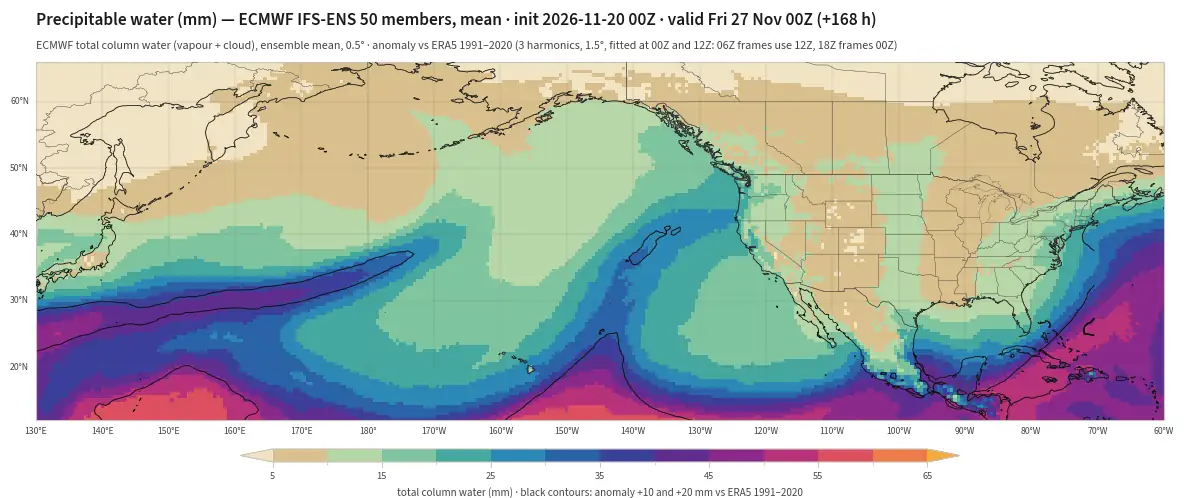 Precipitable water (mm) — ECMWF IFS-ENS 50 members, mean · init 2026-11-20 00Z · valid Fri 27 Nov 00Z (+168 h)
ECMWF total column water (vapour + cloud), ensemble mean, 0.5° · anomaly vs ERA5 1991–2020 (3 harmonics, 1.5°, fitted at 00Z and 12Z: 06Z frames use 12Z, 18Z frames 00Z)
60°N
50°N
40°N
30°N
20°N
130°E 140°E 150°E 160°E 170°E 180° 170°W 160°W 150°W 140°W 130°W 120°W 110°W 100°W 90°W 80°W 70°W 60°W
5 15 25 35 45 55 65
total column water (mm) · black contours: anomaly +10 and +20 mm vs ERA5 1991–2020